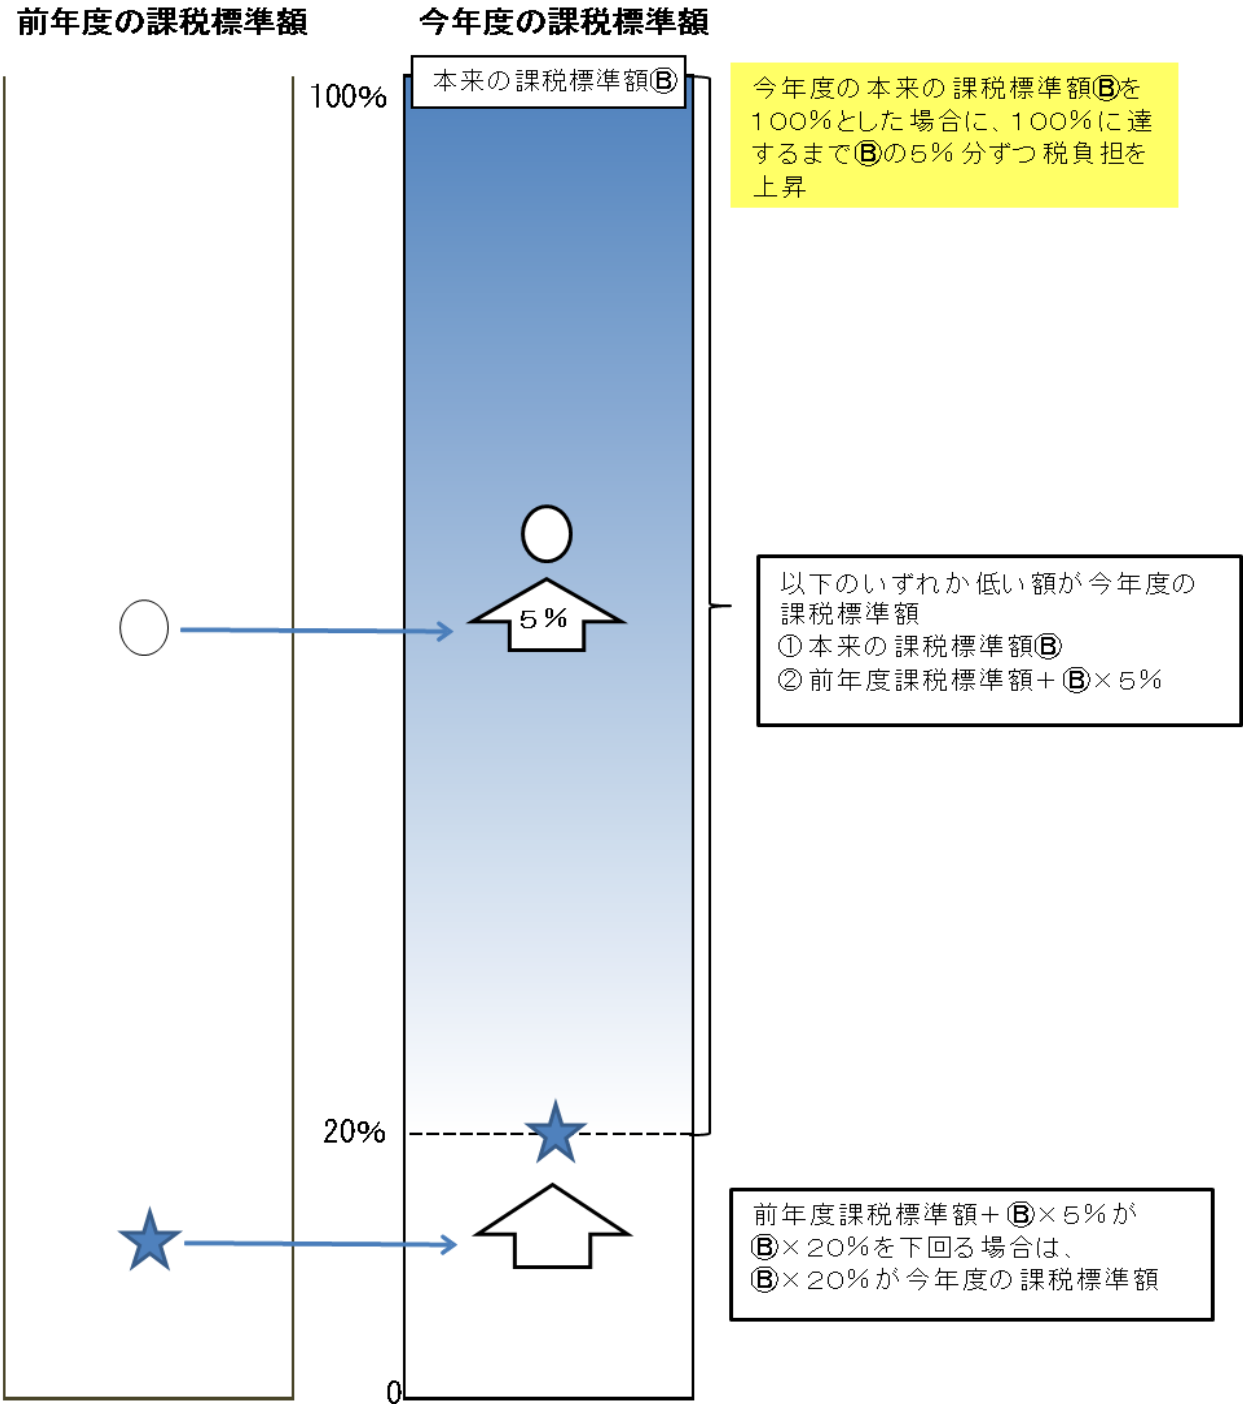 前年度の課税標準額
今年度の課税標準額
本来の課税標準額Ⓑ
100%
今年度の本来の課税標準額Ⓑを
100%とした場合に、100%に達
するまでⒷの5%分ずつ税負担を
上昇
5%
以下のいずれか低い額が今年度の
課税標準額
①本来の課税標準額Ⓑ
②前年度課税標準額+Ⓑ×5%
20%
前年度課税標準額+Ⓑ×5%が
Ⓑ×20%を下回る場合は、
Ⓑ×20%が今年度の課税標準額
0